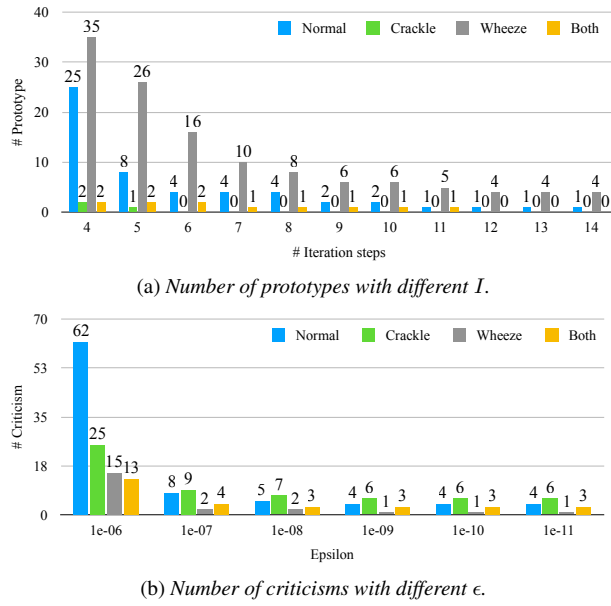 40
30
20
10
0
# Prototype
Normal Crackle Wheeze Both
25 2 35 2
8 1 26 2
4 0 16 2
4 0 10 1
4 0 8 1
2 0 6 1
2 0 6 1
1 0 5 1
1 0 4 0
1 0 4 0
1 0 4 0
4 5 6 7 8 9 10 11 12 13 14
# Iteration steps
(a) Number of prototypes with different I.
70
53
35
18
0
# Criticism
Normal Crackle Wheeze Both
62 25 15 13
8 9 2 4
5 7 2 3
4 6 1 3
4 6 1 3
4 6 1 3
1e-06 1e-07 1e-08 1e-09 1e-10 1e-11
Epsilon
(b) Number of criticisms with different ϵ.